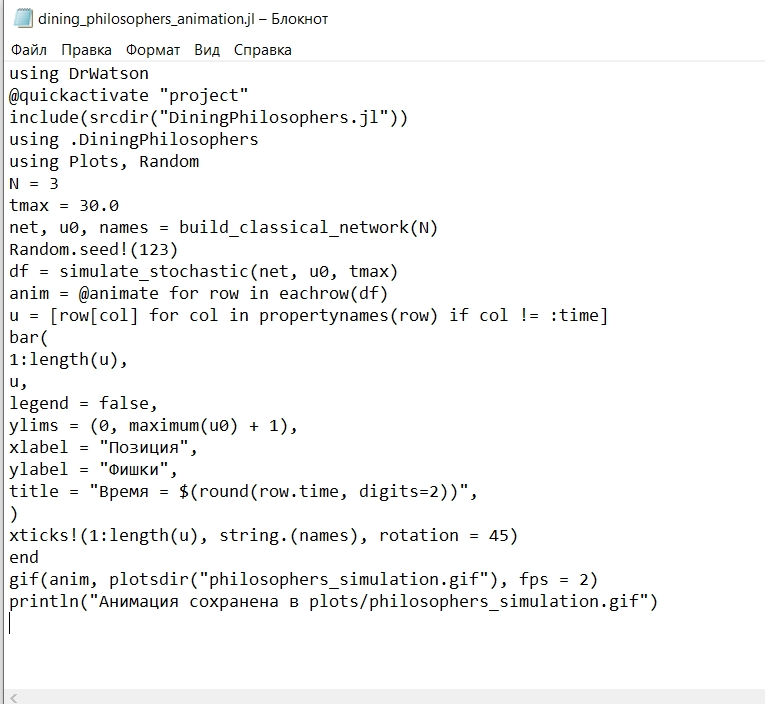 dining_philosophers_animation.jl – Блокнот
Файл Правка Формат Вид Справка
using DrWatson
@quickactivate "project"
include(srcdir("DiningPhilosophers.jl"))
using .DiningPhilosophers
using Plots, Random
N = 3
tmax = 30.0
net, u0, names = build_classical_network(N)
Random.seed!(123)
df = simulate_stochastic(net, u0, tmax)
anim = @animate for row in eachrow(df)
u = [row[col] for col in propertynames(row) if col != :time]
bar(
1:length(u),
u,
legend = false,
ylims = (0, maximum(u0) + 1),
xlabel = "Позиция",
ylabel = "Фишки",
title = "Время = $(round(row.time, digits=2))",
)
xticks!(1:length(u), string.(names), rotation = 45)
end
gif(anim, plotsdir("philosophers_simulation.gif"), fps = 2)
println("Анимация сохранена в plots/philosophers_simulation.gif")